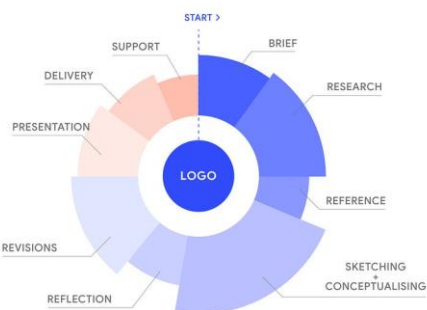 START >
BRIEF
SUPPORT
DELIVERY
RESEARCH
PRESENTATION
LOGO
REFERENCE
REVISIONS
SKETCHING
+
CONCEPTUALISING
REFLECTION